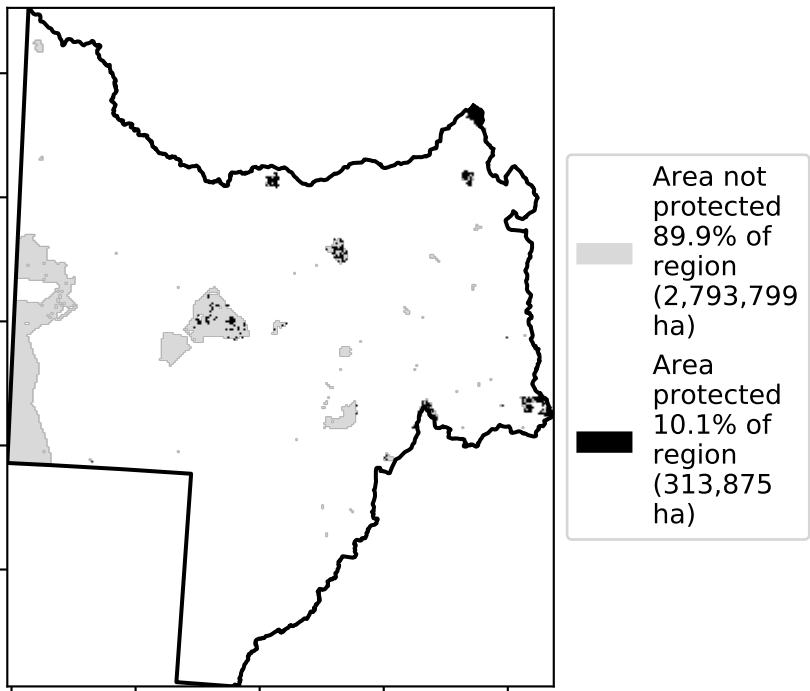 Area not
protected
89.9% of
region
(2,793,799
ha)
Area
protected
10.1% of
region
(313,875
ha)